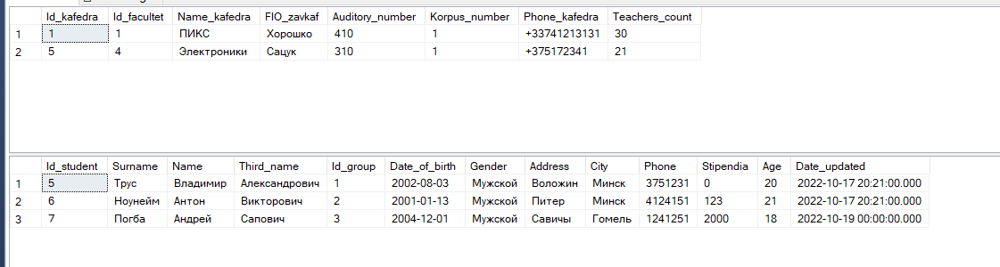 Id_kafedra Id_facultet Name_kafedra FIO_zavkaf Auditory_number Korpus_number Phone_kafedra Teachers_count
1 1 1 ПИКС Хорошко 410 1 +33741213131 30
2 5 4 Электроники Сацук 310 1 +375172341 21
Id_student Surname Name Third_name Id_group Date_of_birth Gender Address City Phone Stipendia Age Date_updated
1 5 Трус Владимир Александрович 1 2002-08-03 Мужской Воложин Минск 3751231 0 20 2022-10-17 20:21:00.000
2 6 Ноунейм Антон Викторович 2 2001-01-13 Мужской Питер Минск 4124151 123 21 2022-10-17 20:21:00.000
3 7 Погба Андрей Сапович 3 2004-12-01 Мужской Савичы Гомель 1241251 2000 18 2022-10-19 00:00:00.000